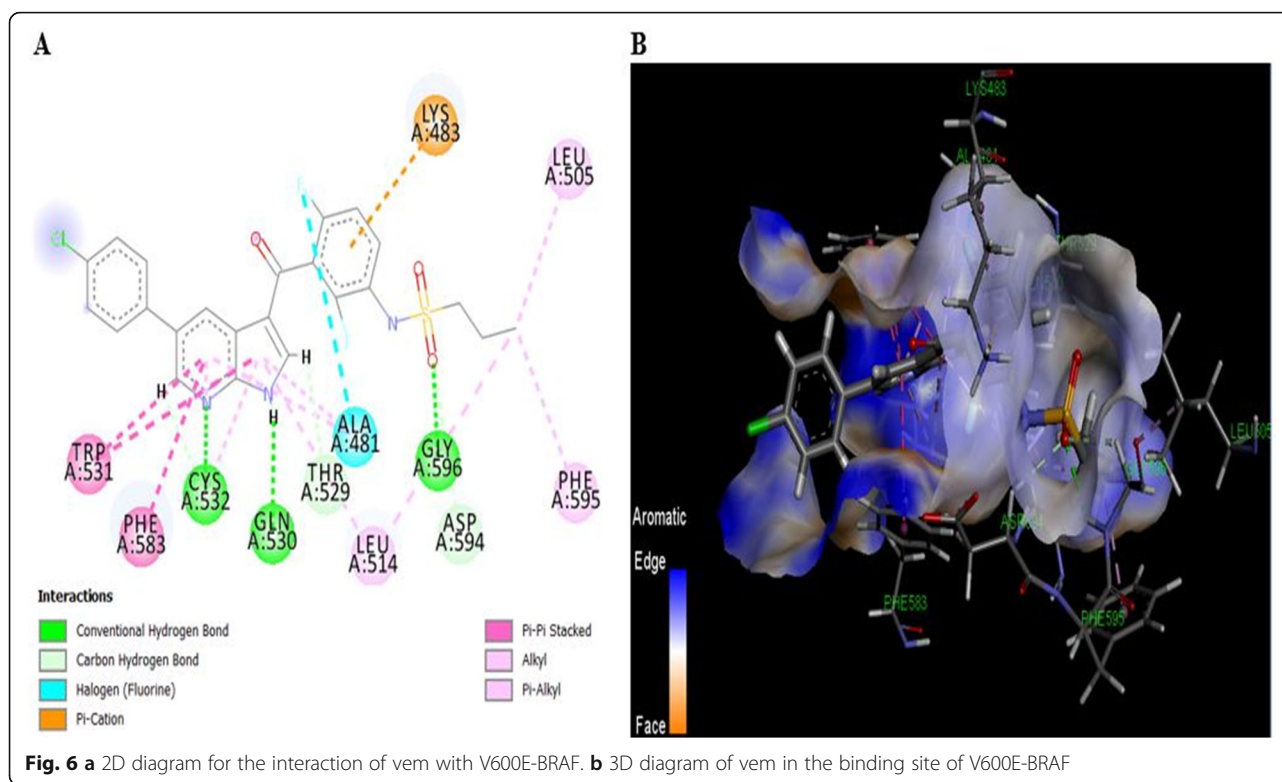 A
B
LYS
A:483
LEU
A:505
Cl
F
O
O
H
N
S
H
N
N
H
O
TRP
A:531
PHE
A:583
CYS
A:532
GLN
A:530
THR
A:529
ALA
A:481
LEU
A:514
GLY
A:596
ASP
A:594
PHE
A:595
Interactions
Conventional Hydrogen Bond
Carbon Hydrogen Bond
Halogen (Fluorine)
Pi-Cation
Pi-Pi Stacked
Alkyl
Pi-Alkyl
LYS483
PHE583
PHE595
Aromatic
Edge
Face
Fig. 6 a 2D diagram for the interaction of vem with V600E-BRAF. b 3D diagram of vem in the binding site of V600E-BRAF